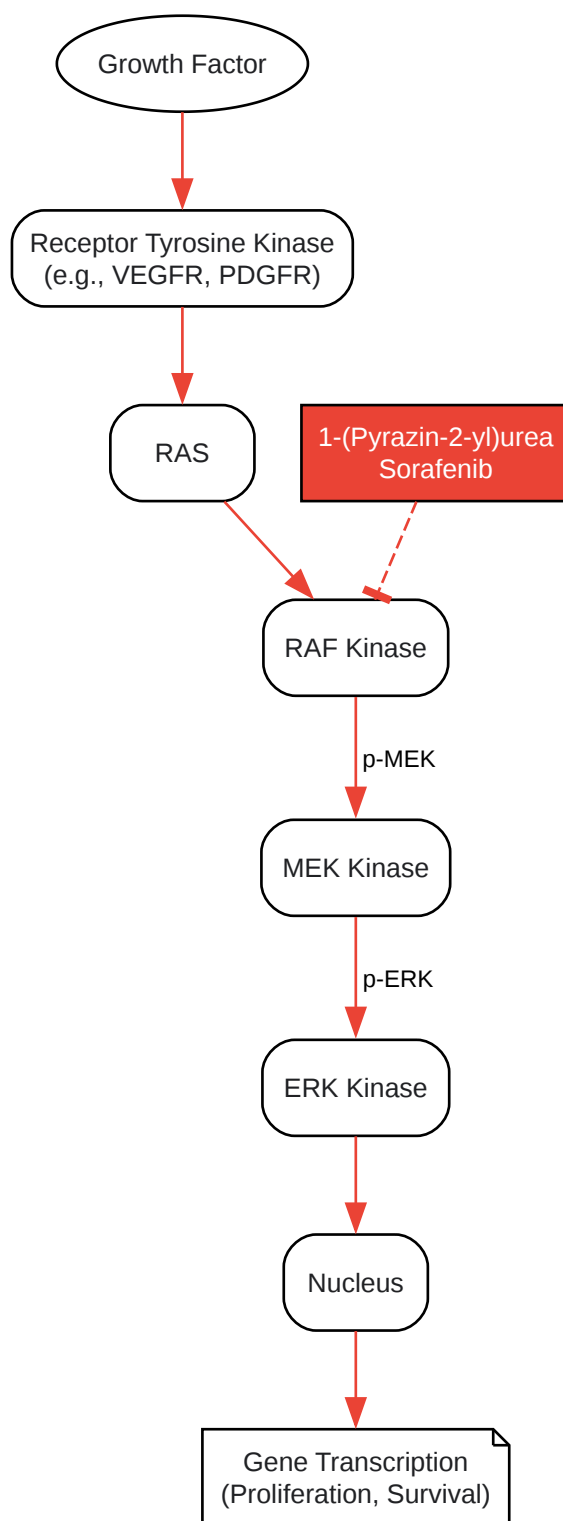 Growth Factor
Receptor Tyrosine Kinase
(e.g., VEGFR, PDGFR)
RAS
1-(Pyrazin-2-yl)urea
Sorafenib
RAF Kinase
p-MEK
MEK Kinase
p-ERK
ERK Kinase
Nucleus
Gene Transcription
(Proliferation, Survival)